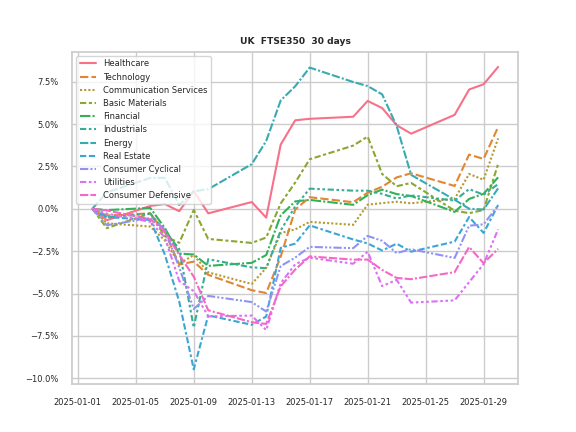 UK FTSE350 30 days
Healthcare
Technology
Communication Services
Basic Materials
Financial
Industrials
Energy
Real Estate
Consumer Cyclical
Utilities
Consumer Defensive
7.5%
5.0%
2.5%
0.0%
−2.5%
−5.0%
−7.5%
−10.0%
2025-01-01 2025-01-05 2025-01-09 2025-01-13 2025-01-17 2025-01-21 2025-01-25 2025-01-29